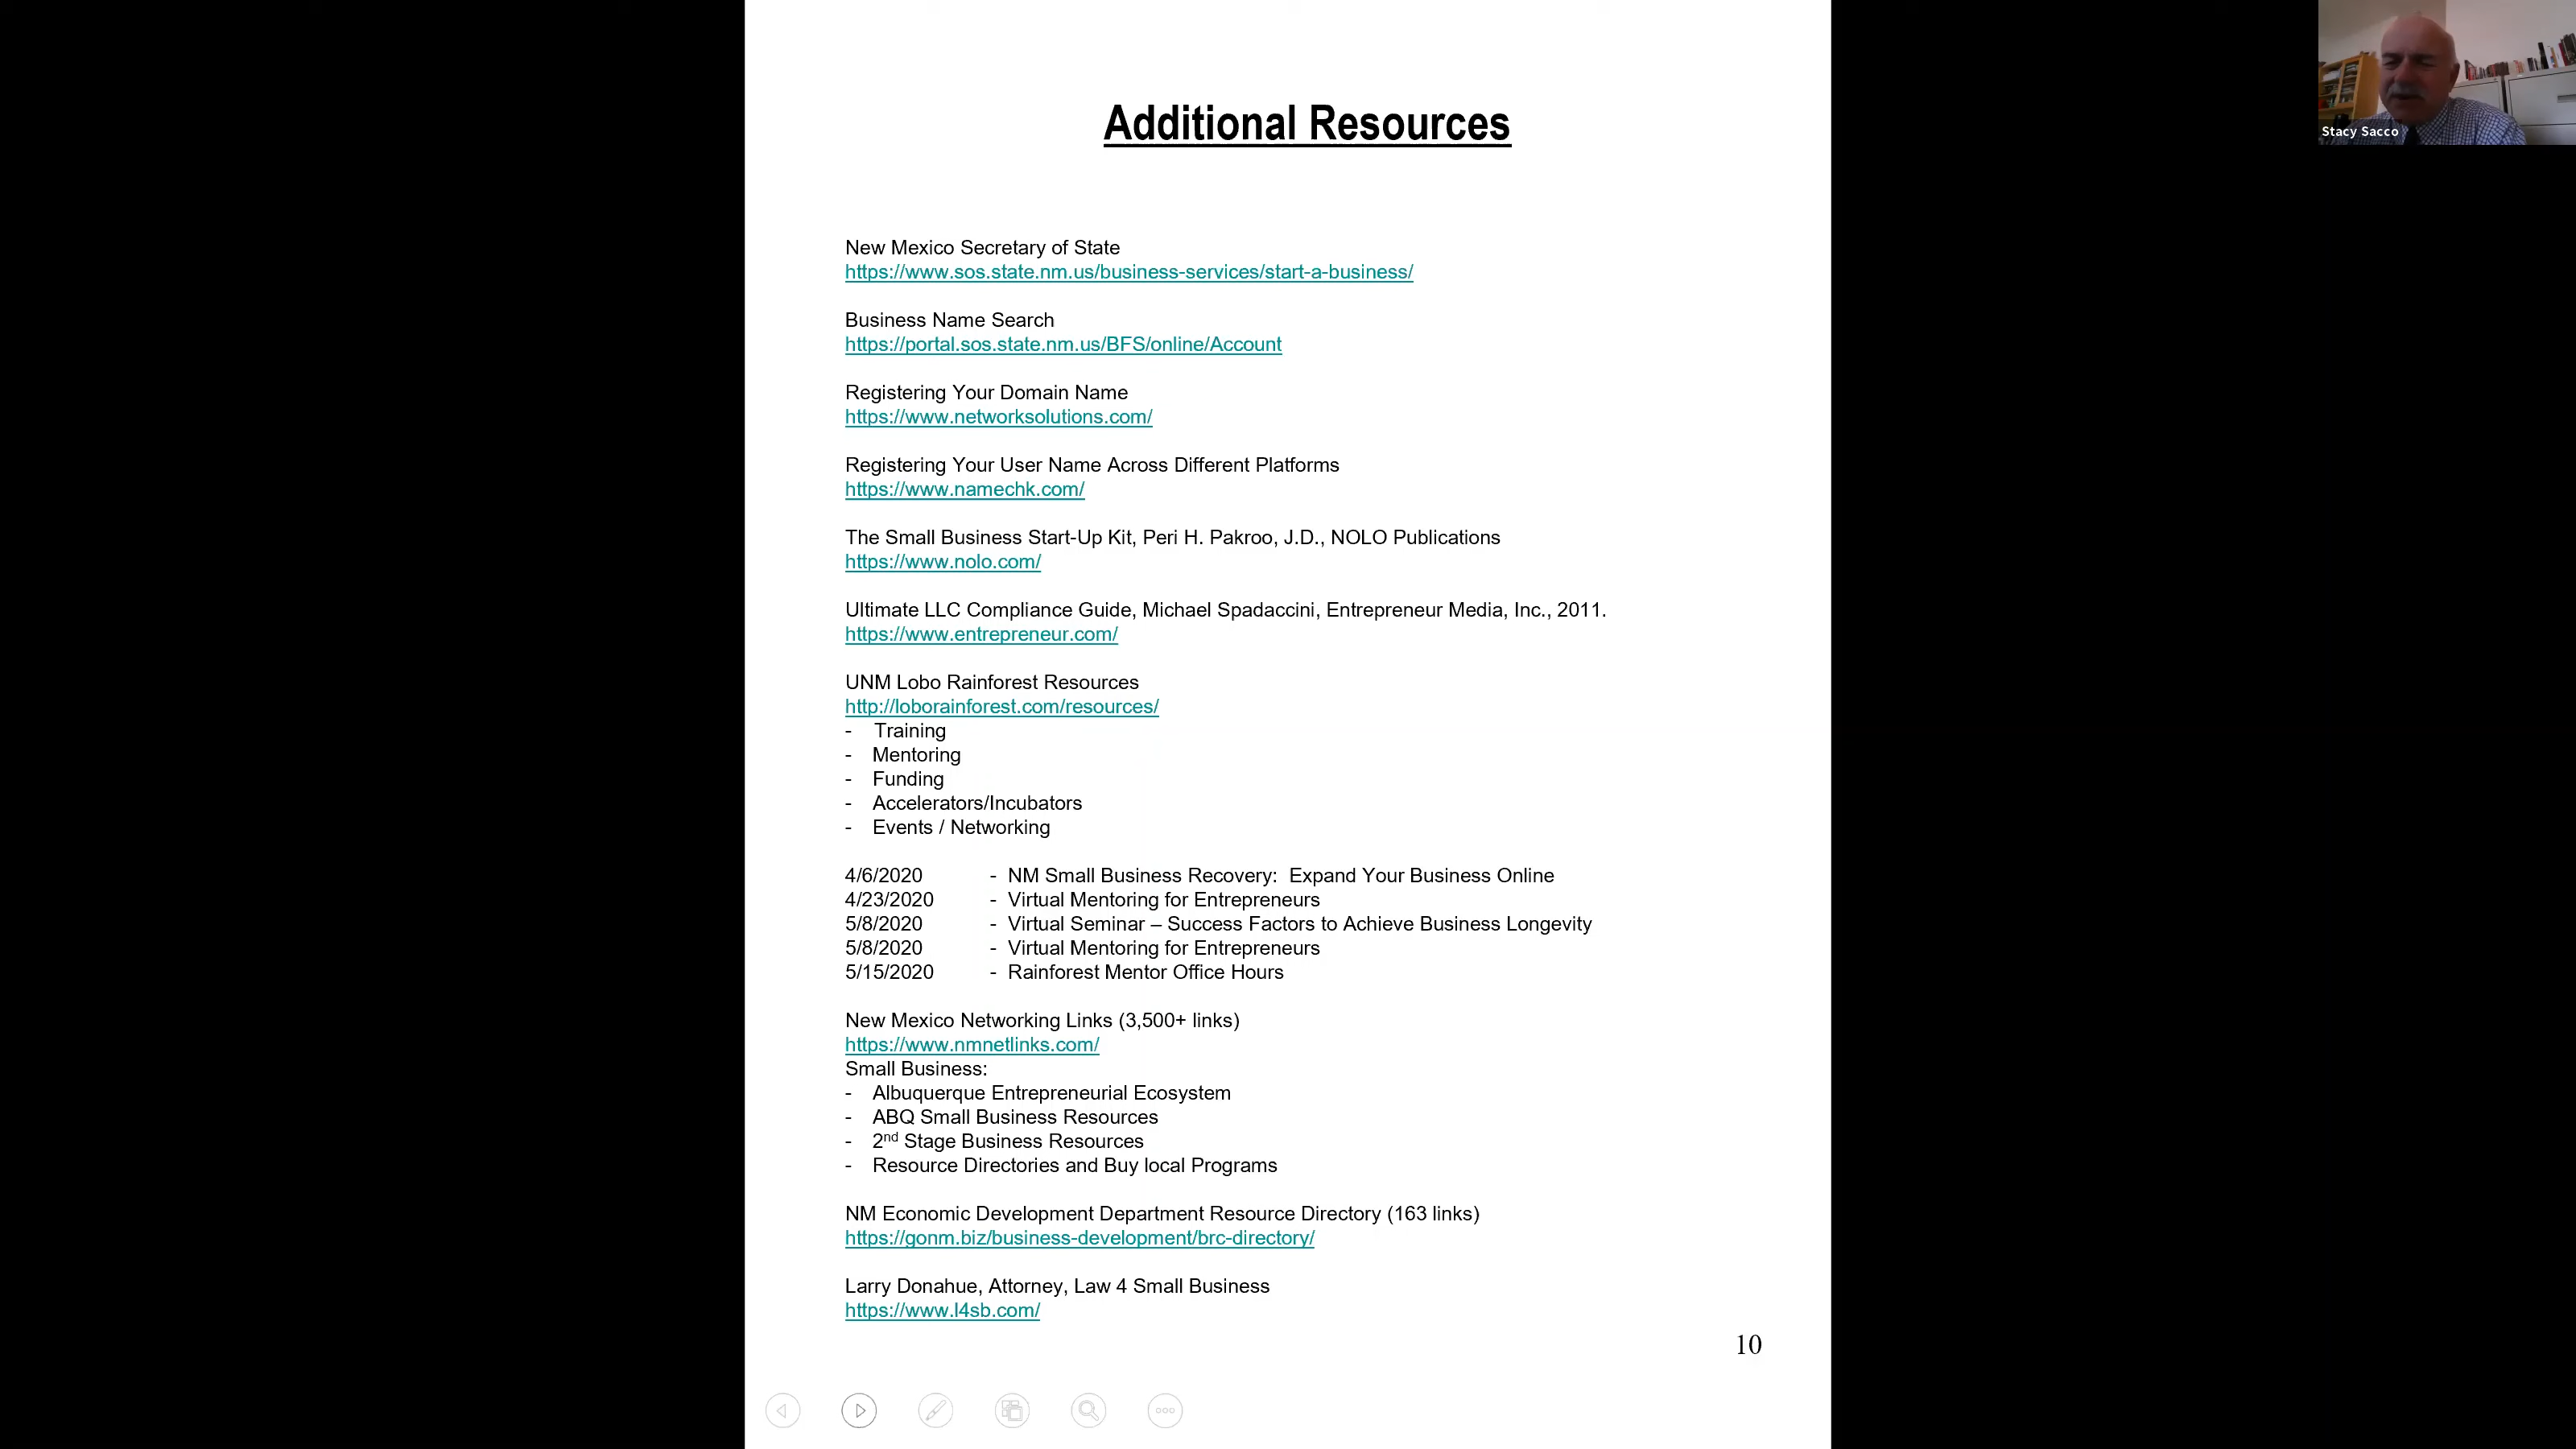 Additional Resources
Stacy Sacco
New Mexico Secretary of State
https://www.sos.state.nm.us/business-services/start-a-business/
Business Name Search
https://portal.sos.state.nm.us/BFS/online/Account
Registering Your Domain Name
https://www.networksolutions.com/
Registering Your User Name Across Different Platforms
https://www.namechk.com/
The Small Business Start-Up Kit, Peri H. Pakroo, J.D., NOLO Publications
https://www.nolo.com/
Ultimate LLC Compliance Guide, Michael Spadaccini, Entrepreneur Media, Inc., 2011.
https://www.entrepreneur.com/
UNM Lobo Rainforest Resources
http://loborainforest.com/resources/
- Training
- Mentoring
- Funding
- Accelerators/Incubators
- Events / Networking
4/6/2020 - NM Small Business Recovery: Expand Your Business Online
4/23/2020 - Virtual Mentoring for Entrepreneurs
5/8/2020 - Virtual Seminar – Success Factors to Achieve Business Longevity
5/8/2020 - Virtual Mentoring for Entrepreneurs
5/15/2020 - Rainforest Mentor Office Hours
New Mexico Networking Links (3,500+ links)
https://www.nmnetlinks.com/
Small Business:
- Albuquerque Entrepreneurial Ecosystem
- ABQ Small Business Resources
- 2nd Stage Business Resources
- Resource Directories and Buy local Programs
NM Economic Development Department Resource Directory (163 links)
https://gonm.biz/business-development/brc-directory/
Larry Donahue, Attorney, Law 4 Small Business
https://www.l4sb.com/
10